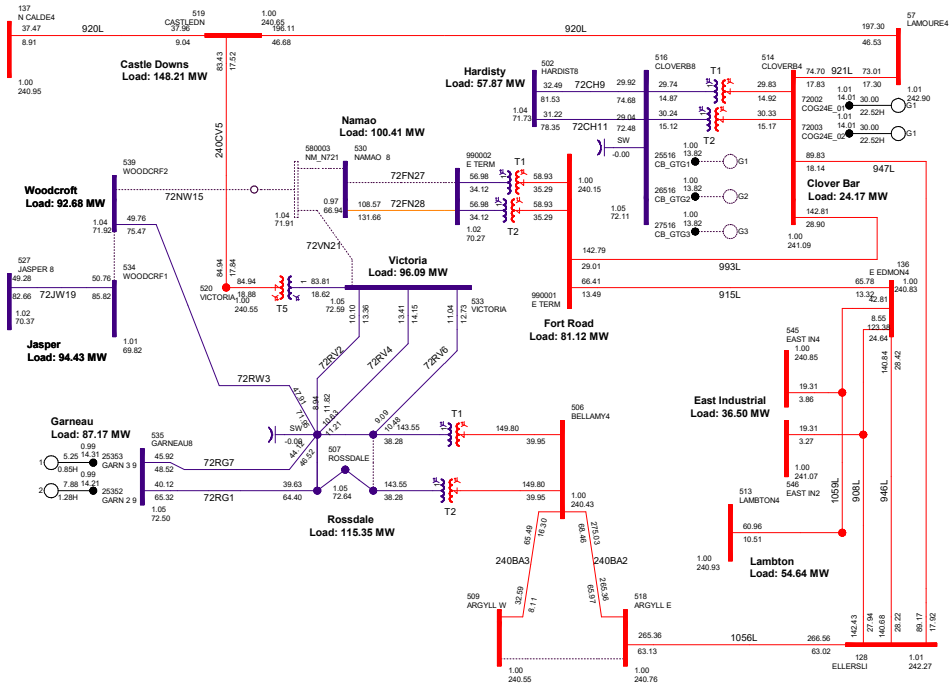 137
N CALDE4
37.47
8.91
1.00
240.95
920L
37.96
9.04
519
CASTLEDN
1.00
240.65
196.11
46.68
920L
197.30
46.53
57
LAMOURE4
Castle Downs
Load: 148.21 MW
83.43
17.52
240CV5
84.94
17.84
Hardisty
Load: 57.87 MW
502
HARDIST8
32.49
81.53
1.04
71.73
31.22
78.35
72CH9
72CH11
29.92
74.68
29.04
72.48
516
CLOVERB8
29.74
14.87
30.24
15.12
T1
T2
29.83
14.92
30.33
15.17
514
CLOVERB4
74.70
17.83
921L
73.01
17.30
1.01
242.90
72002
COG24E_01
1.01
14.01
30.00
22.52H
G1
72003
COG24E_02
1.01
14.01
30.00
22.52H
G1
SW
-0.00
25516
CB_GTG1
1.00
13.82
G1
26516
CB_GTG2
1.00
13.82
G2
27516
CB_GTG3
1.00
13.82
G3
1.05
72.11
89.83
18.14
947L
Clover Bar
Load: 24.17 MW
142.81
28.90
1.00
241.09
993L
Namao
Load: 100.41 MW
580003
NM_N721
530
NAMAO 8
1.04
71.91
0.97
66.94
72FN27
108.57
131.66
72FN28
990002
E TERM
56.98
34.12
56.98
34.12
1.02
70.27
T1
T2
58.93
35.29
58.93
35.29
1.00
240.15
142.79
29.01
66.41
13.49
990001
E TERM
Fort Road
Load: 81.12 MW
915L
65.78
13.32
136
E EDMON4
1.00
240.83
42.81
8.55
123.38
24.64
140.84
28.42
539
WOODCRF2
Woodcroft
Load: 92.68 MW
1.04
71.92
49.76
75.47
72NW15
72VN21
527
JASPER 8
49.28
82.66
72JW19
50.76
85.82
534
WOODCRF1
1.02
70.37
Jasper
Load: 94.43 MW
1.01
69.82
520
VICTORIA
84.94
18.88
1.00
240.55
T5
1
83.81
18.62
Victoria
Load: 96.09 MW
1.05
72.59
533
VICTORIA
10.10
13.36
13.41
14.15
11.04
12.73
72RV2
72RV4
72RV6
72RW3
47.91
8.94
11.82
10.63
11.21
9.09
10.48
44.12
46.52
SW
-0.00
507
ROSSDALE
1.05
72.64
143.55
38.28
143.55
38.28
T1
T2
149.80
39.95
149.80
39.95
506
BELLAMY4
1.00
240.43
Garneau
Load: 87.17 MW
535
GARNEAU8
1
5.25
0.85H
0.99
14.31
25353
GARN 3 9
2
7.88
1.28H
0.99
14.21
25352
GARN 2 9
45.92
48.52
72RG7
40.12
65.32
72RG1
39.63
64.40
1.05
72.50
Rossdale
Load: 115.35 MW
65.49
16.30
275.03
68.46
240BA3
240BA2
32.59
8.11
265.36
65.97
509
ARGYLL W
1.00
240.55
518
ARGYLL E
1.00
240.76
265.36
63.13
1056L
266.56
63.02
128
ELLERSLI
1.01
242.27
545
EAST IN4
1.00
240.85
19.31
3.86
East Industrial
Load: 36.50 MW
19.31
3.27
1.00
241.07
546
EAST IN2
513
LAMBTON4
60.96
10.51
1.00
240.93
Lambton
Load: 54.64 MW
1059L
908L
946L
142.43
27.94
140.68
28.22
89.17
17.92